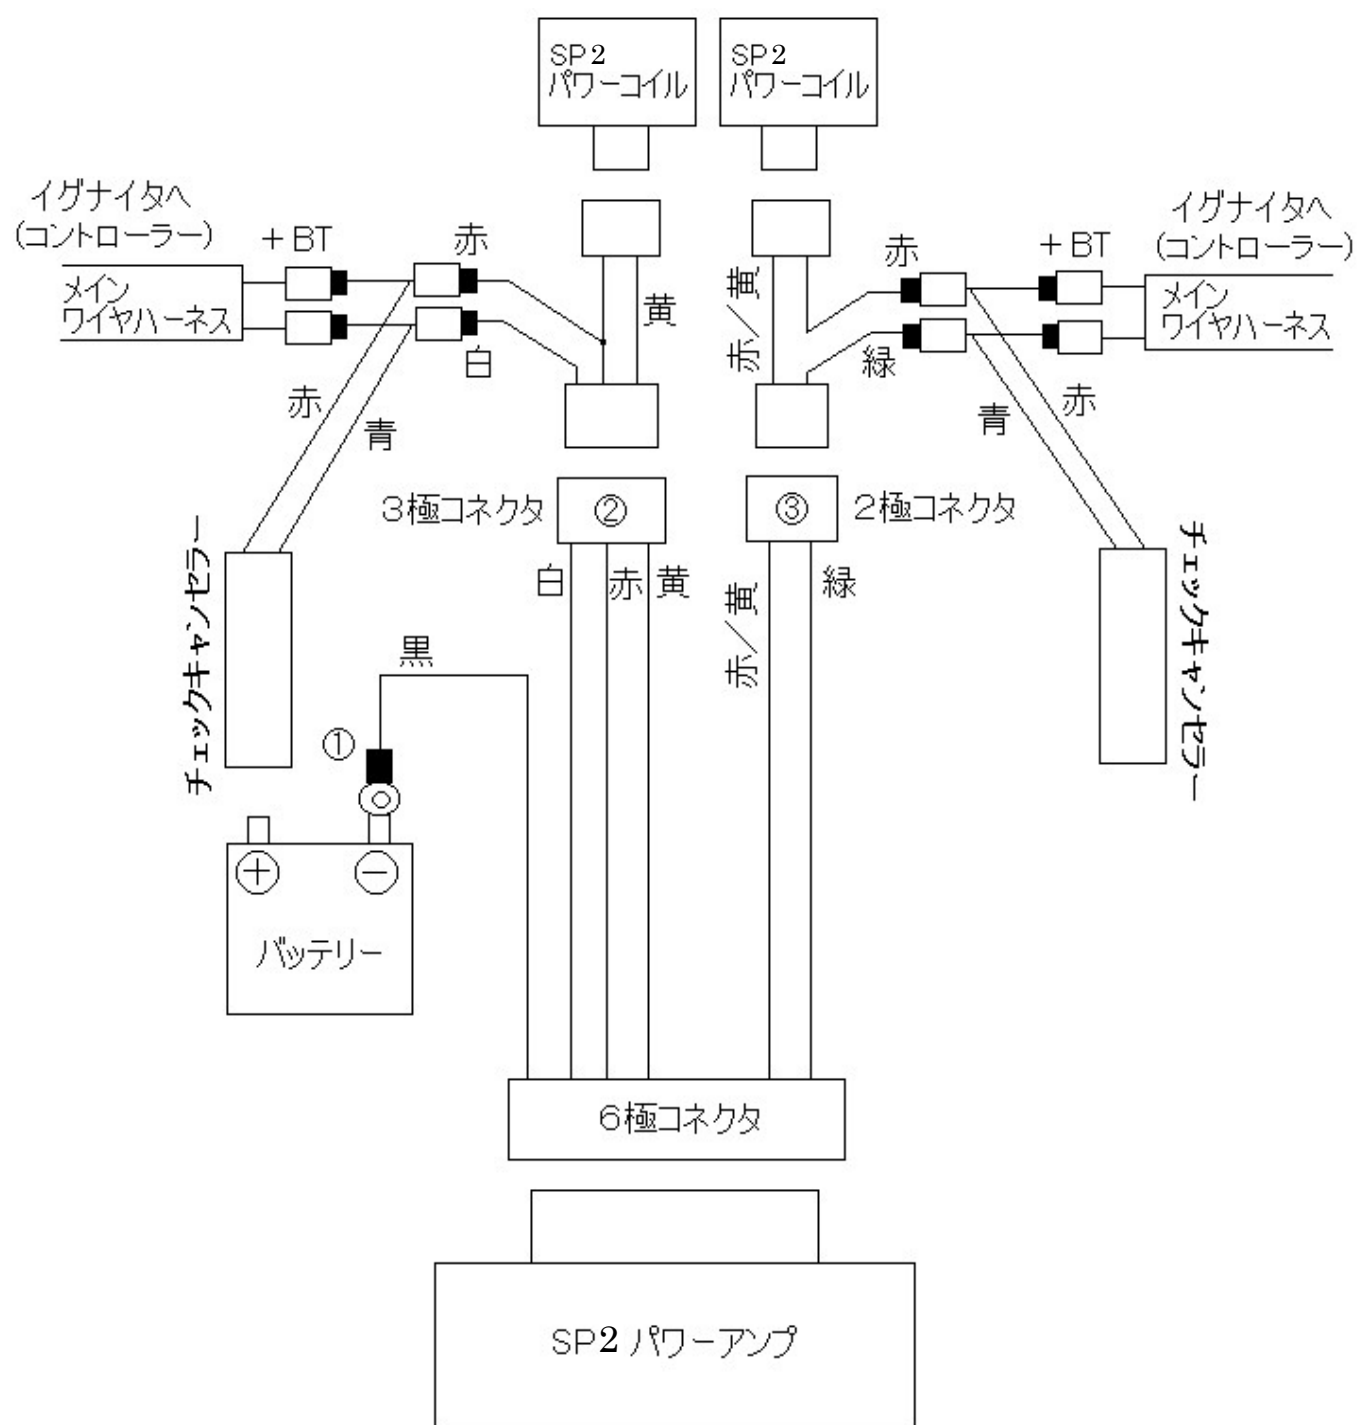 SP2
パワーコイル
SP2
パワーコイル
イグナイタへ
(コントローラー)
+BT
赤
メイン
ワイヤハーネス
白
黄
赤
青
赤/黄
赤
緑
+BT
イグナイタへ
(コントローラー)
メイン
ワイヤハーネス
青
赤
3極コネクタ
②
③
2極コネクタ
チェックキャンセラー
チェックキャンセラー
白
赤
黄
赤/黄
緑
黒
①
+
−
バッテリー
6極コネクタ
SP2 パワーアンプ